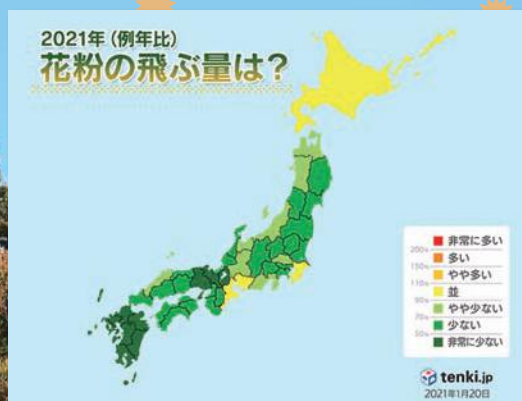 2021年（例年比）
花粉の飛ぶ量は？
非常に多い
200%
多い
150%
やや多い
110%
並
90%
やや少ない
70%
少ない
50%
非常に少ない
tenki.jp
2021年1月20日